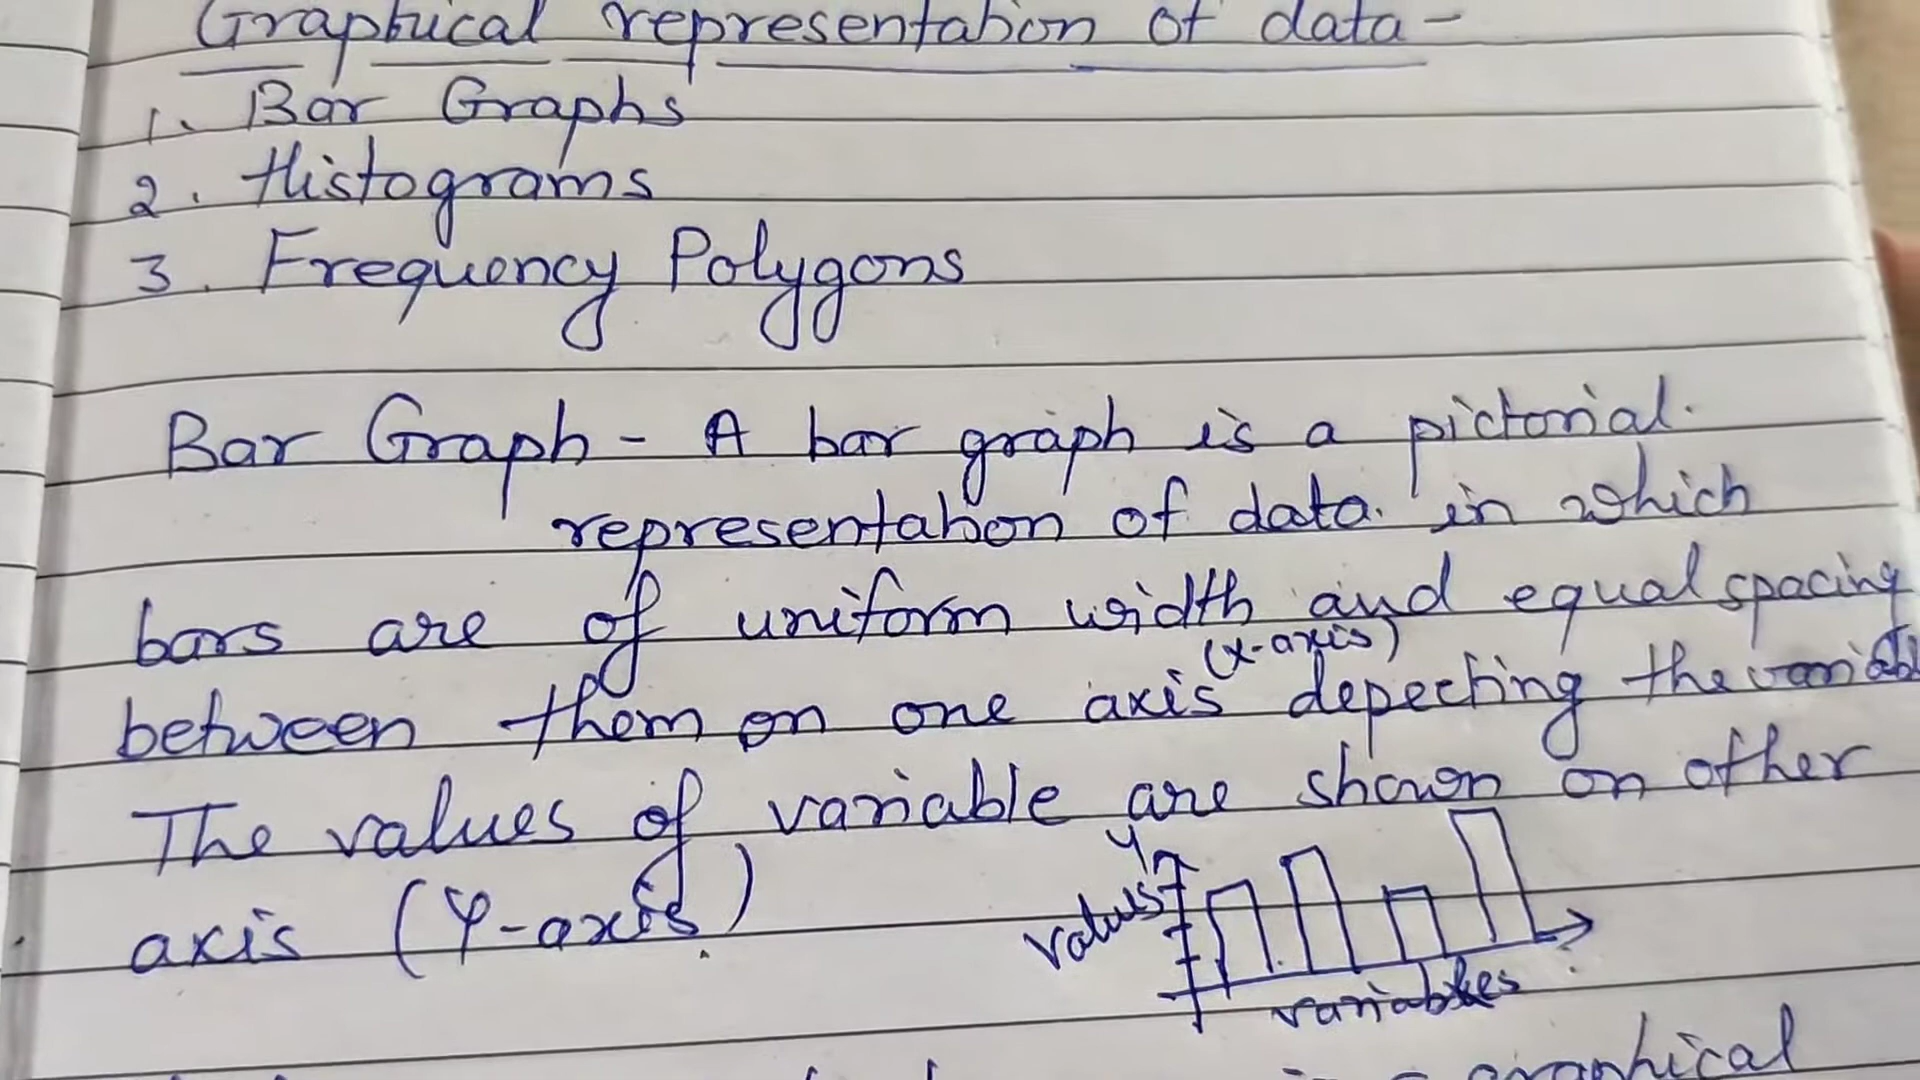 Graphical representation of data-
1. Bar Graphs
2. Histograms
3. Frequency Polygons
Bar Graph - A bar graph is a pictorial
representation of data in which
bars are of uniform width and equal spacing
(x-axis)
between them on one axis depecting the variable
The values of variable are shown on other
axis (Y-axis)
Y
values
variables
graphical